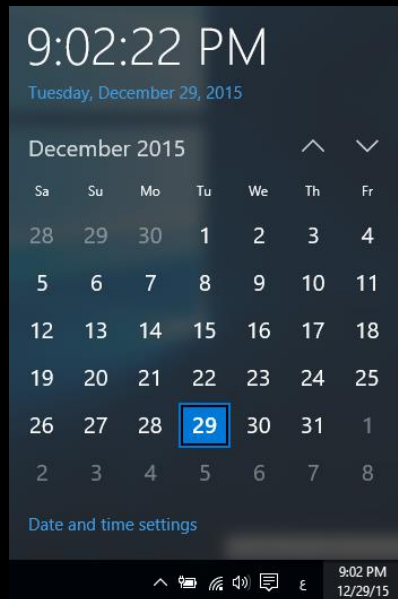 9:02:22 PM
Tuesday, December 29, 2015
December 2015
Sa Su Mo Tu We Th Fr
28 29 30 1 2 3 4
5 6 7 8 9 10 11
12 13 14 15 16 17 18
19 20 21 22 23 24 25
26 27 28 29 30 31 1
2 3 4 5 6 7 8
Date and time settings
ع 9:02 PM
12/29/15